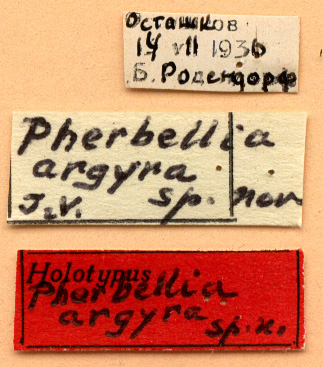 Осташков
14 VII 1936
Б. Родендорф
Pherbellia
argyra
J.V. sp. nov
Holotypus
Pherbellia
argyra sp. n.